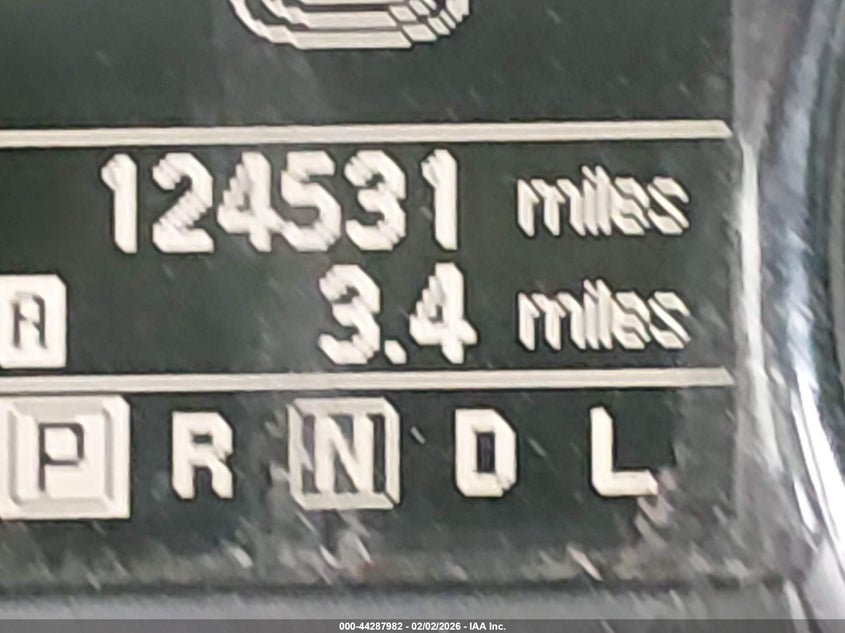 124531 miles
A 3.4 miles
P R N D L
000-44287982 - 02/02/2026 - IAA Inc.